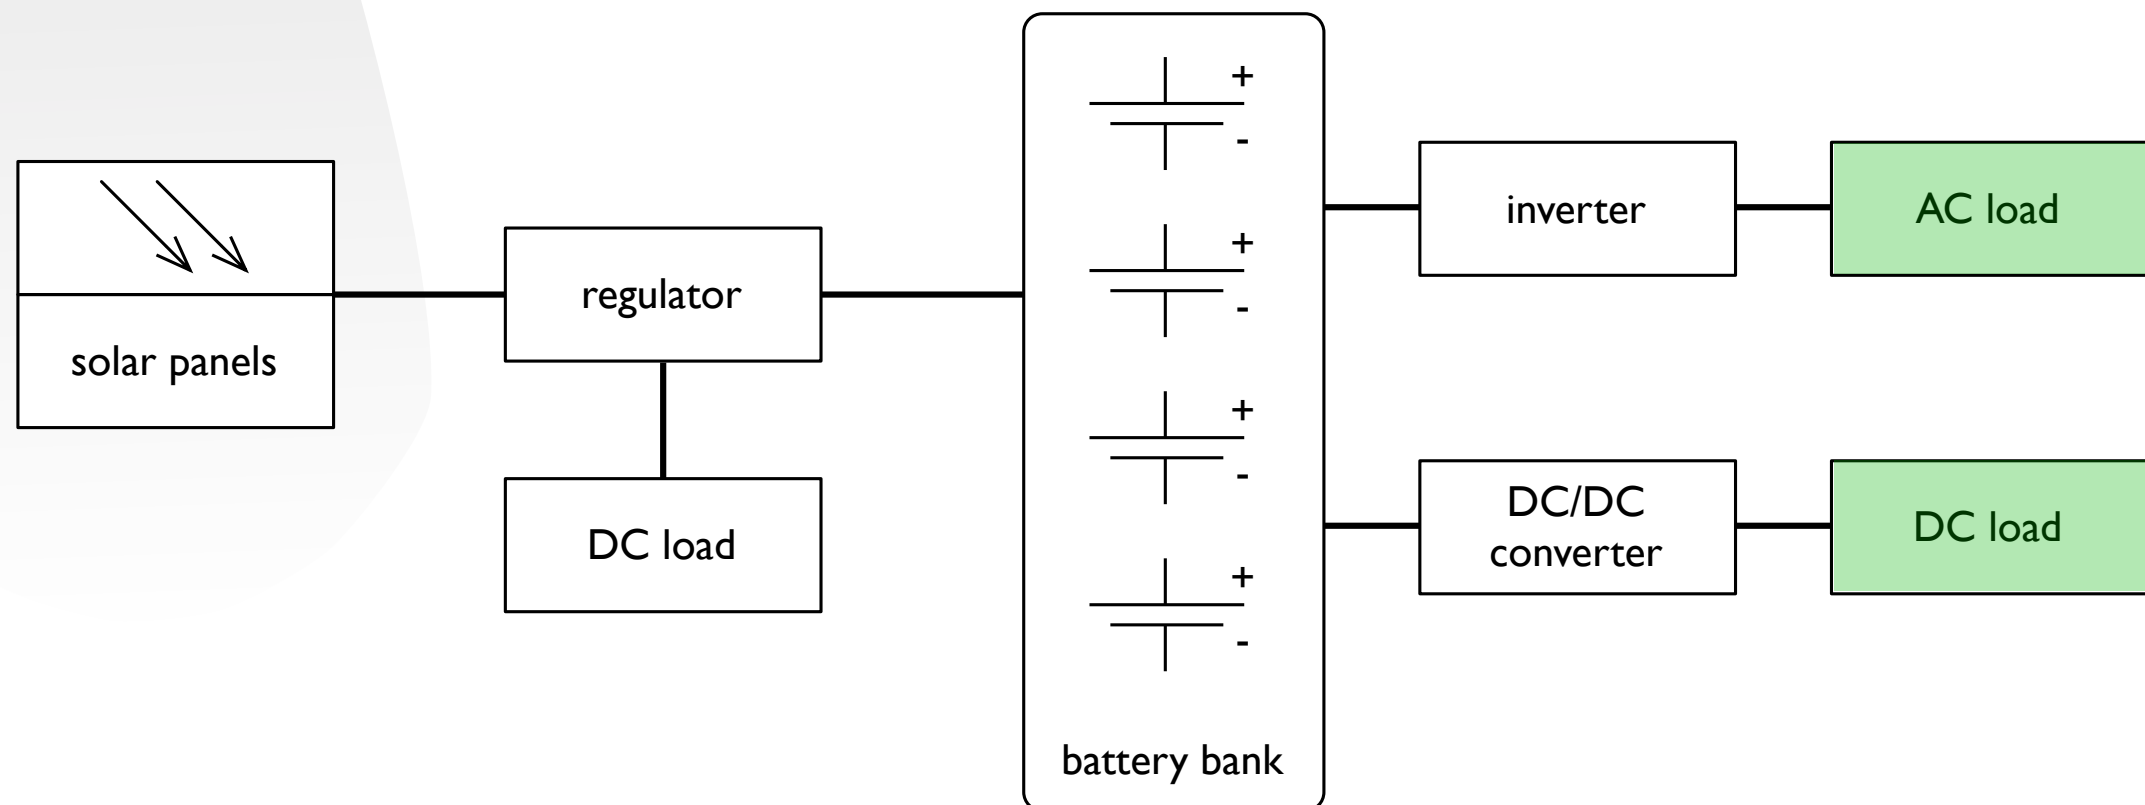 solar panels
regulator
DC load
+
-
+
-
+
-
+
-
battery bank
inverter
AC load
DC/DC
converter
DC load